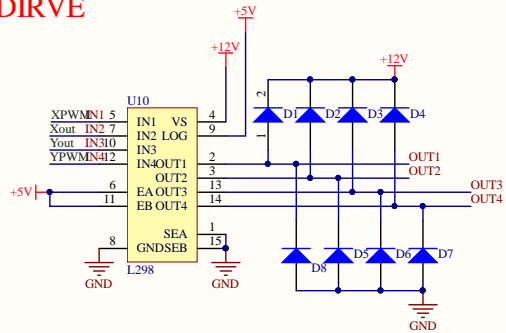 DIRVE
+5V
+12V
+12V
U10
2
1
D1
D2
D3
D4
XPWM IN1 5 IN1 VS 4
Xout IN2 7 IN2 LOG 9
Yout IN3 10 IN3
YPWM IN4 12 IN4 OUT1 2 OUT1
OUT2 3 OUT2
+5V 6 EA OUT3 13 OUT3
11 EB OUT4 14 OUT4
SEA 1
8 GND SEB 15
L298
GND
GND
D8
D5
D6
D7
GND